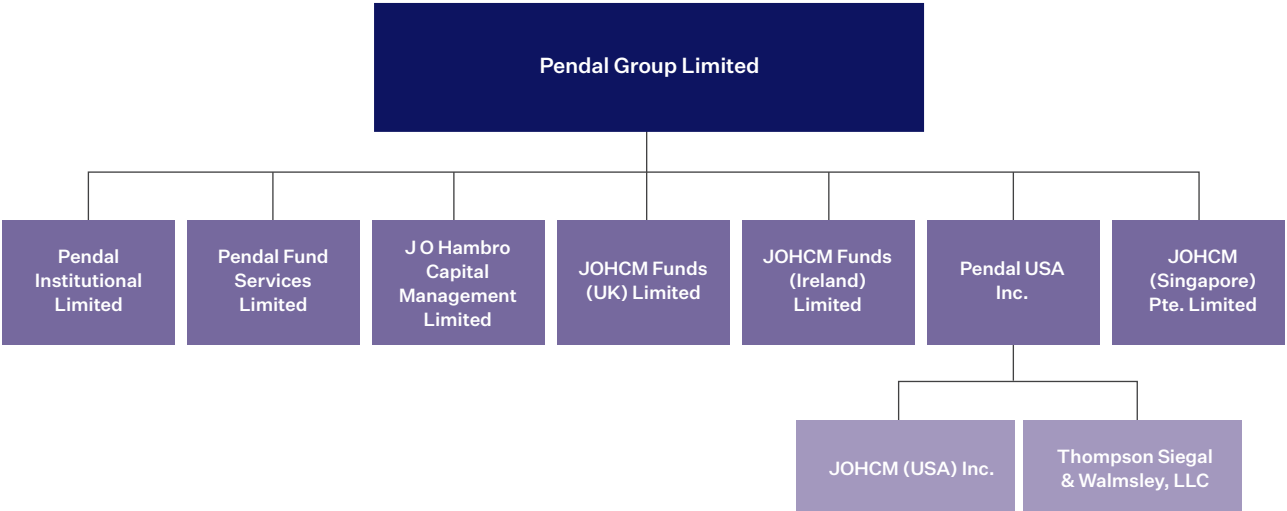 Pendal Group Limited
Pendal
Institutional
Limited
Pendal Fund
Services
Limited
J O Hambro
Capital
Management
Limited
JOHCM Funds
(UK) Limited
JOHCM Funds
(Ireland)
Limited
Pendal USA
Inc.
JOHCM
(Singapore)
Pte. Limited
JOHCM (USA) Inc.
Thompson Siegal
& Walmsley, LLC